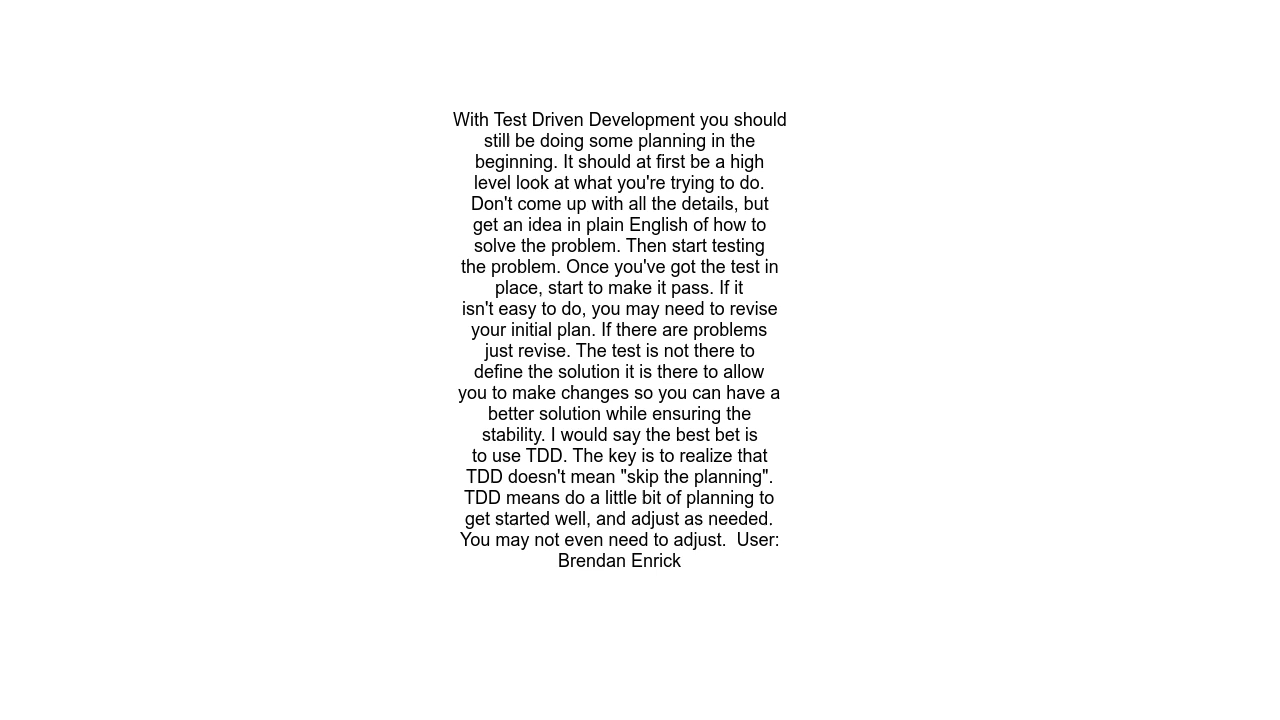 With Test Driven Development you should
still be doing some planning in the
beginning. It should at first be a high
level look at what you're trying to do.
Don't come up with all the details, but
get an idea in plain English of how to
solve the problem. Then start testing
the problem. Once you've got the test in
place, start to make it pass. If it
isn't easy to do, you may need to revise
your initial plan. If there are problems
just revise. The test is not there to
define the solution it is there to allow
you to make changes so you can have a
better solution while ensuring the
stability. I would say the best bet is
to use TDD. The key is to realize that
TDD doesn't mean "skip the planning".
TDD means do a little bit of planning to
get started well, and adjust as needed.
You may not even need to adjust.  User:
Brendan Enrick